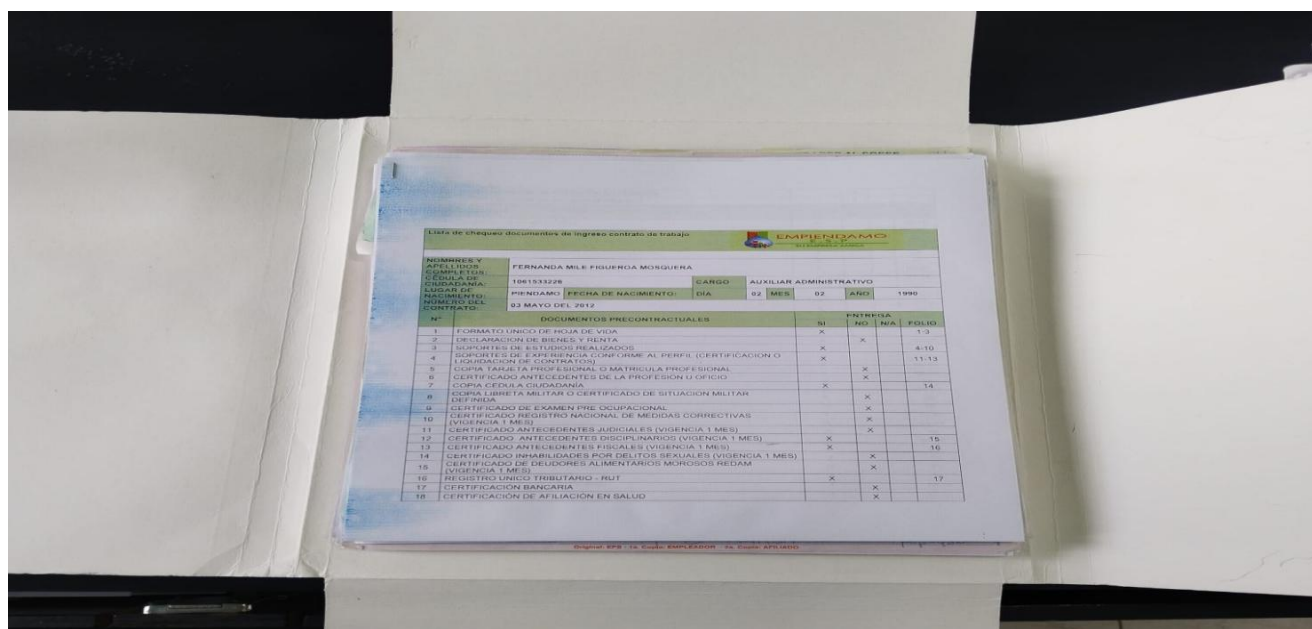 Lista de chequeo documentos de ingreso contrato de trabajo
EMPIENDAMO
E.S.P
NOMBRES Y APELLIDOS COMPLETOS: FERNANDA MILE FIGUEROA MOSQUERA
CÉDULA DE CIUDADANÍA: 1061533226 CARGO AUXILIAR ADMINISTRATIVO
LUGAR DE NACIMIENTO: PIENDAMO FECHA DE NACIMIENTO: DÍA 02 MES 02 AÑO 1990
NÚMERO DEL CONTRATO: 03 MAYO DEL 2012
N° DOCUMENTOS PRECONTRACTUALES ENTREGA
SI NO N/A FOLIO
1 FORMATO ÚNICO DE HOJA DE VIDA X 1-3
2 DECLARACION DE BIENES Y RENTA X
3 SOPORTES DE ESTUDIOS REALIZADOS X 4-10
4 SOPORTES DE EXPERIENCIA CONFORME AL PERFIL (CERTIFICACION O LIQUIDACION DE CONTRATOS) X 11-13
5 COPIA TARJETA PROFESIONAL O MATRICULA PROFESIONAL X
6 CERTIFICADO ANTECEDENTES DE LA PROFESION U OFICIO X
7 COPIA CÉDULA CIUDADANÍA X 14
8 COPIA LIBRETA MILITAR O CERTIFICADO DE SITUACION MILITAR DEFINIDA X
9 CERTIFICADO DE EXAMEN PRE OCUPACIONAL X
10 CERTIFICADO REGISTRO NACIONAL DE MEDIDAS CORRECTIVAS (VIGENCIA 1 MES) X
11 CERTIFICADO ANTECEDENTES JUDICIALES (VIGENCIA 1 MES) X
12 CERTIFICADO ANTECEDENTES DISCIPLINARIOS (VIGENCIA 1 MES) X 15
13 CERTIFICADO ANTECEDENTES FISCALES (VIGENCIA 1 MES) X 16
14 CERTIFICADO INHABILIDADES POR DELITOS SEXUALES (VIGENCIA 1 MES) X
15 CERTIFICADO DE DEUDORES ALIMENTARIOS MOROSOS REDAM (VIGENCIA 1 MES) X
16 REGISTRO UNICO TRIBUTARIO - RUT X 17
17 CERTIFICACIÓN BANCARIA X
18 CERTIFICACIÓN DE AFILIACIÓN EN SALUD X
Original: EPS - 1a. Copia: EMPLEADOR - 2a. Copia: AFILIADO